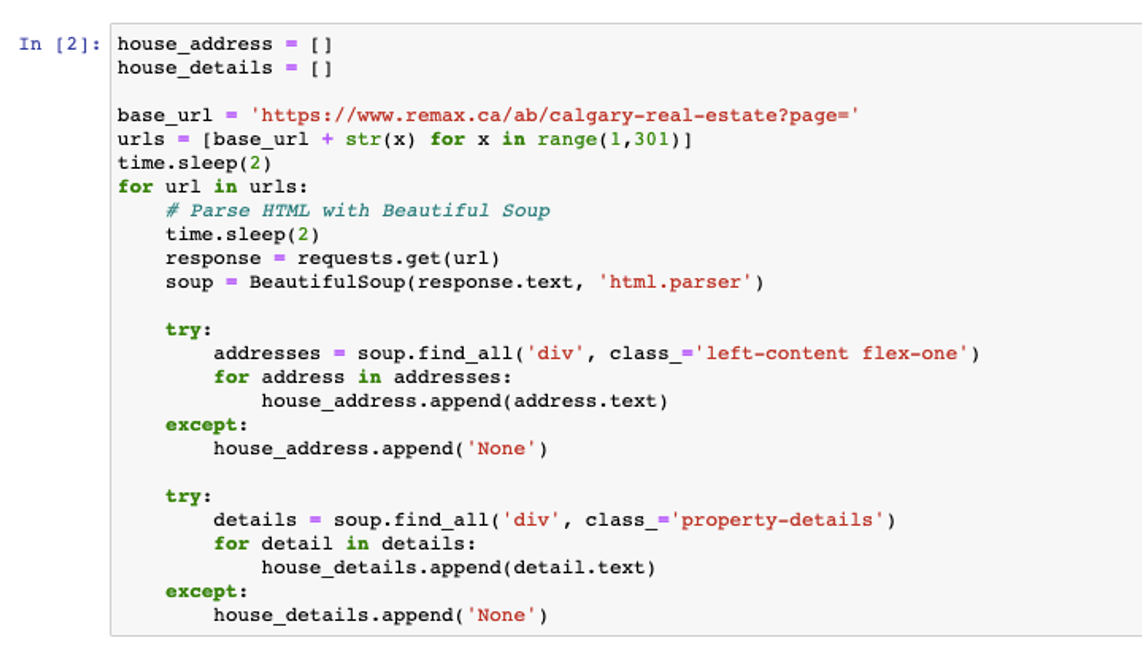 In [2]: house_address = []
house_details = []
base_url = 'https://www.remax.ca/ab/calgary-real-estate?page='
urls = [base_url + str(x) for x in range(1,301)]
time.sleep(2)
for url in urls:
    # Parse HTML with Beautiful Soup
    time.sleep(2)
    response = requests.get(url)
    soup = BeautifulSoup(response.text, 'html.parser')
    try:
        addresses = soup.find_all('div', class_='left-content flex-one')
        for address in addresses:
            house_address.append(address.text)
    except:
        house_address.append('None')
    try:
        details = soup.find_all('div', class_='property-details')
        for detail in details:
            house_details.append(detail.text)
    except:
        house_details.append('None')